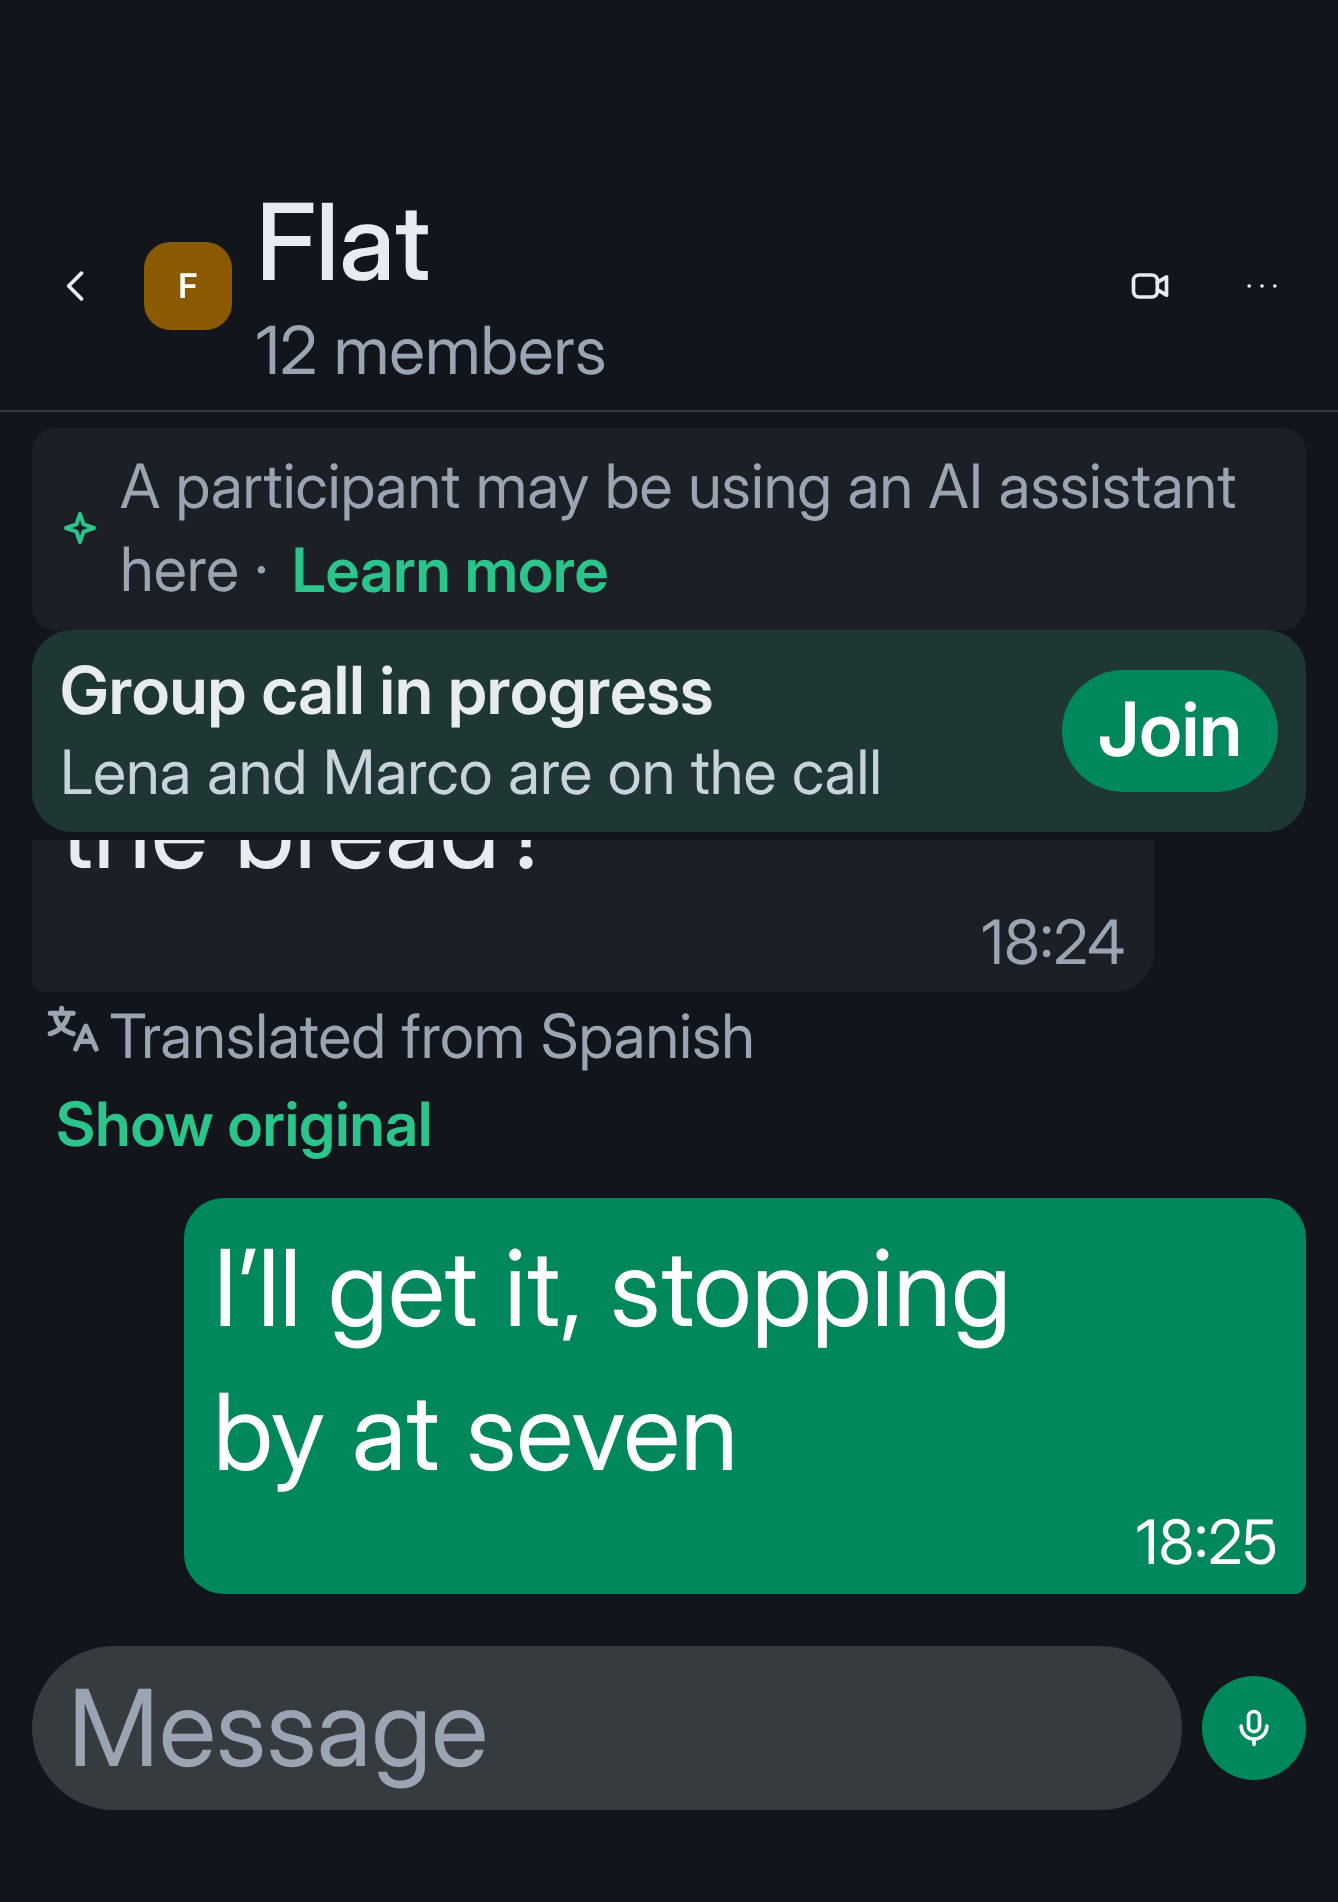 F
Flat
12 members
A participant may be using an AI assistant
here · Learn more
Group call in progress
Lena and Marco are on the call
Join
the bread?
18:24
Translated from Spanish
Show original
I’ll get it, stopping
by at seven
18:25
Message